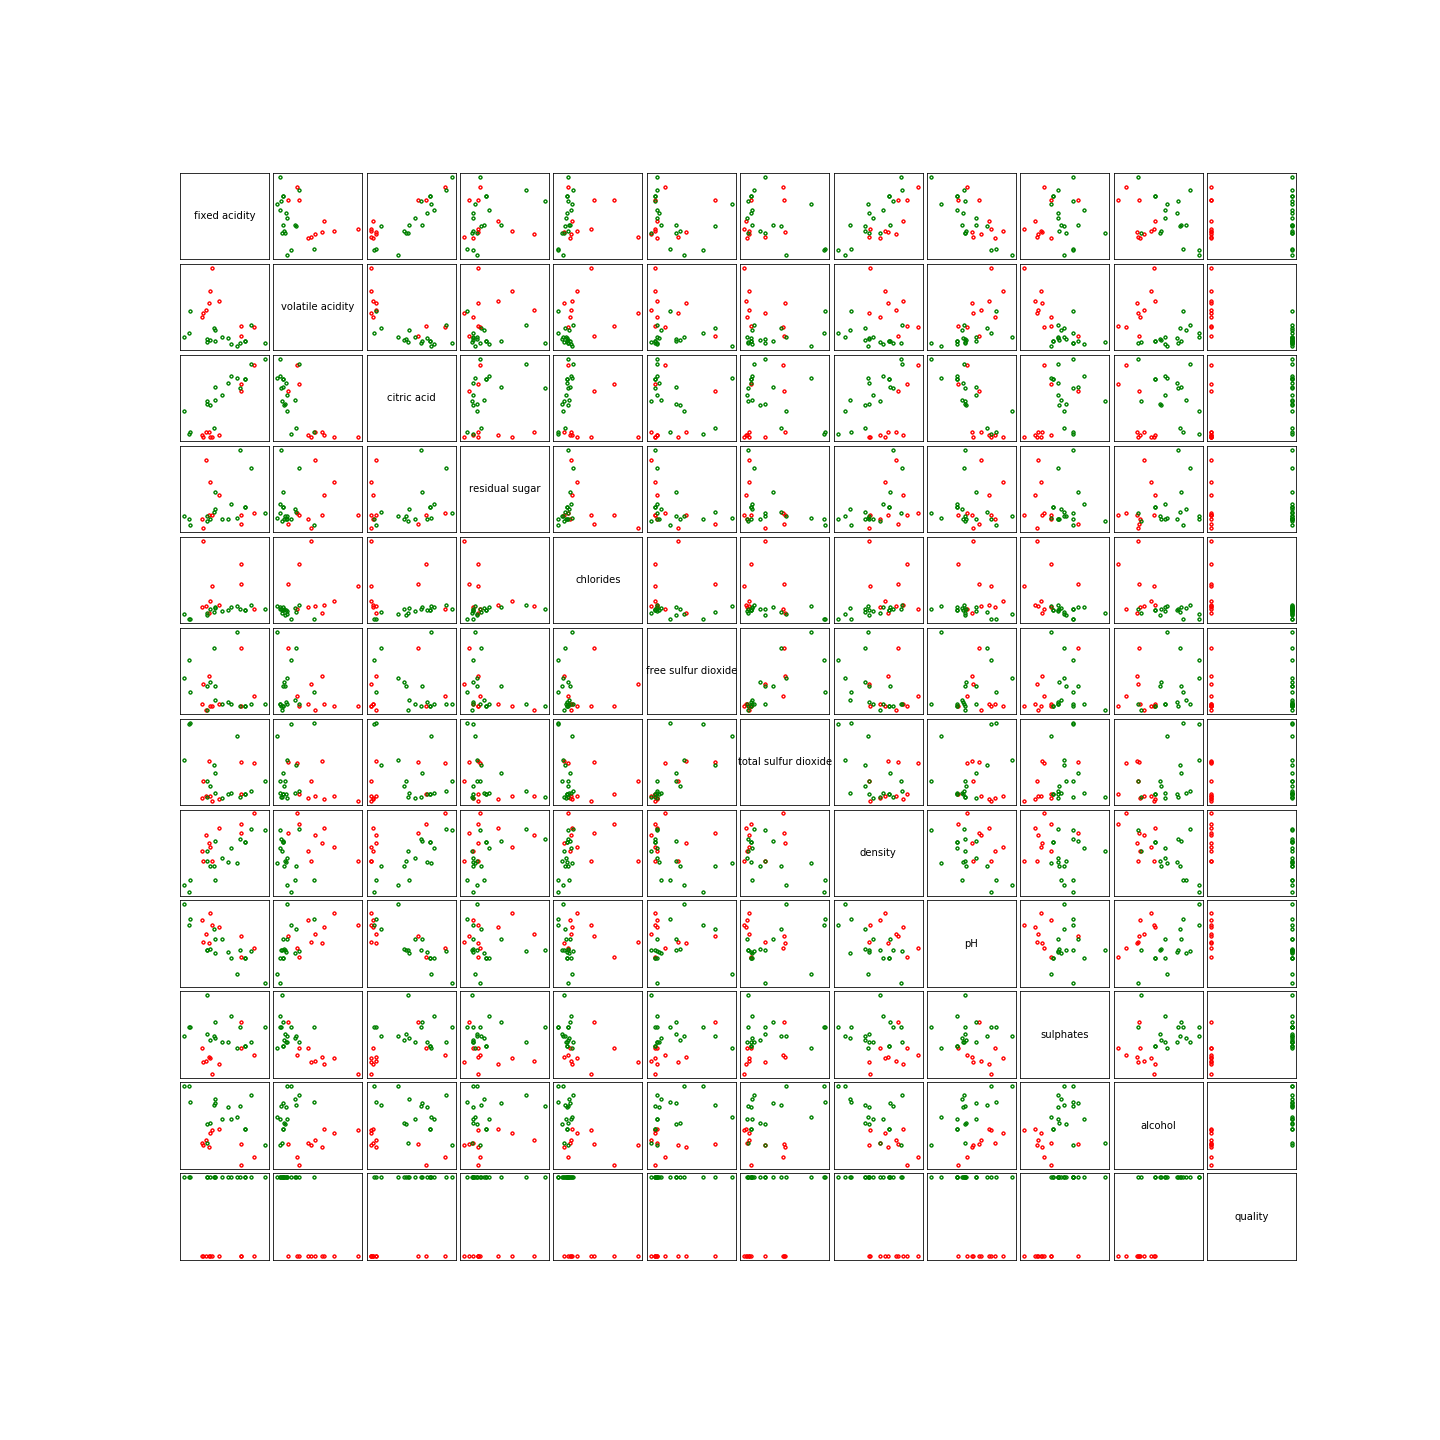 fixed acidity
volatile acidity
citric acid
residual sugar
chlorides
free sulfur dioxide
total sulfur dioxide
density
pH
sulphates
alcohol
quality